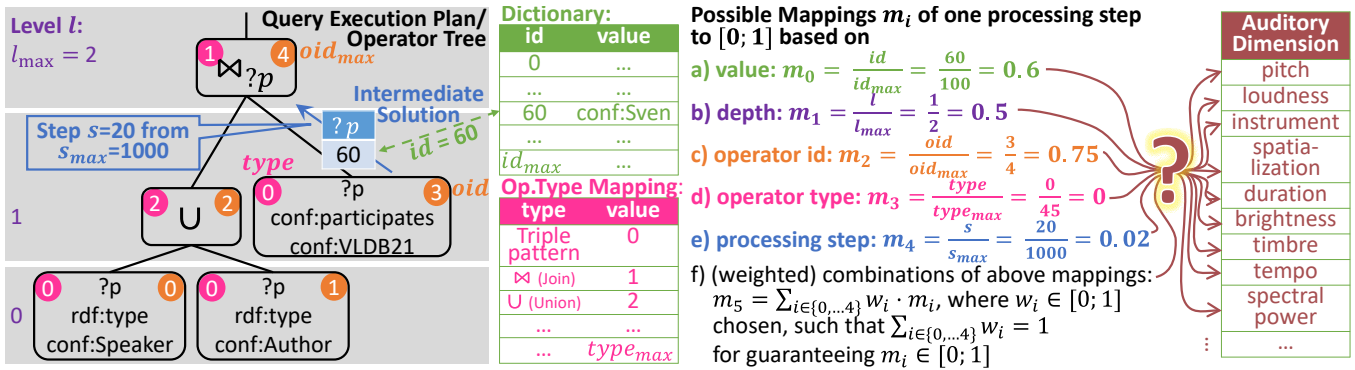 Level l:
l_max = 2
Query Execution Plan/
Operator Tree
1
4
oid_max
⋈
?p
Intermediate
Solution
Step s=20 from
s_max=1000
?p
60
id = 60
1
type
0
3
oid
?p
conf:participates
conf:VLDB21
2
2
∪
0
0
0
?p
rdf:type
conf:Speaker
0
1
?p
rdf:type
conf:Author
Dictionary:
id value
0 ...
... ...
60 conf:Sven
... ...
id_max ...
Op.Type Mapping:
type value
Triple
pattern 0
⋈ (Join) 1
∪ (Union) 2
... ...
... type_max
Possible Mappings m_i of one processing step
to [0; 1] based on
a) value: m_0 = id/id_max = 60/100 = 0.6
b) depth: m_1 = l/l_max = 1/2 = 0.5
c) operator id: m_2 = oid/oid_max = 3/4 = 0.75
d) operator type: m_3 = type/type_max = 0/45 = 0
e) processing step: m_4 = s/s_max = 20/1000 = 0.02
f) (weighted) combinations of above mappings:
m_5 = ∑_{i∈{0,…4}} w_i · m_i, where w_i ∈ [0; 1]
chosen, such that ∑_{i∈{0,…4}} w_i = 1
for guaranteeing m_i ∈ [0; 1]
?
Auditory
Dimension
pitch
loudness
instrument
spatia-
lization
duration
brightness
timbre
tempo
spectral
power
⋮ ...